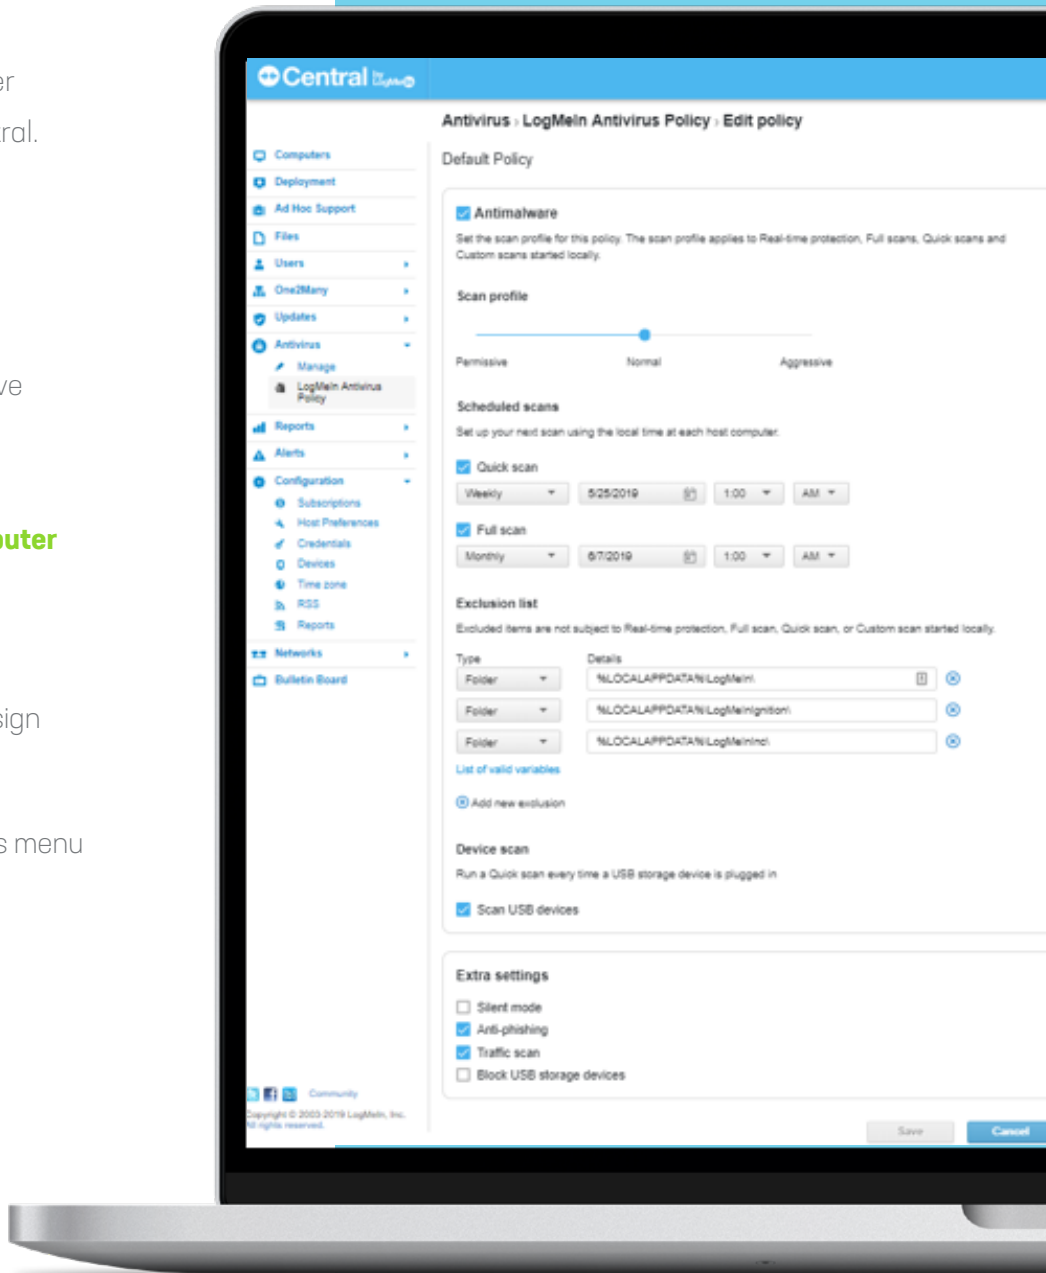 er
tral.
ve
outer
sign
s menu
Central by LogMeIn
Antivirus › LogMeIn Antivirus Policy › Edit policy
Default Policy
Computers
Deployment
Ad Hoc Support
Files
Users
One2Many
Updates
Antivirus
Manage
LogMeIn Antivirus
Policy
Reports
Alerts
Configuration
Subscriptions
Host Preferences
Credentials
Devices
Time zone
RSS
Reports
Networks
Bulletin Board
Community
Copyright © 2003-2019 LogMeIn, Inc.
All rights reserved.
Antimalware
Set the scan profile for this policy. The scan profile applies to Real-time protection, Full scans, Quick scans and
Custom scans started locally.
Scan profile
Permissive Normal Aggressive
Scheduled scans
Set up your next scan using the local time at each host computer.
Quick scan
Weekly 5/25/2019 1:00 AM
Full scan
Monthly 6/7/2019 1:00 AM
Exclusion list
Excluded items are not subject to Real-time protection, Full scan, Quick scan, or Custom scan started locally.
Type Details
Folder %LOCALAPPDATA%\LogMeIn\
Folder %LOCALAPPDATA%\LogMeInIgnition\
Folder %LOCALAPPDATA%\LogMeInInc\
List of valid variables
Add new exclusion
Device scan
Run a Quick scan every time a USB storage device is plugged in
Scan USB devices
Extra settings
Silent mode
Anti-phishing
Traffic scan
Block USB storage devices
Save Cancel